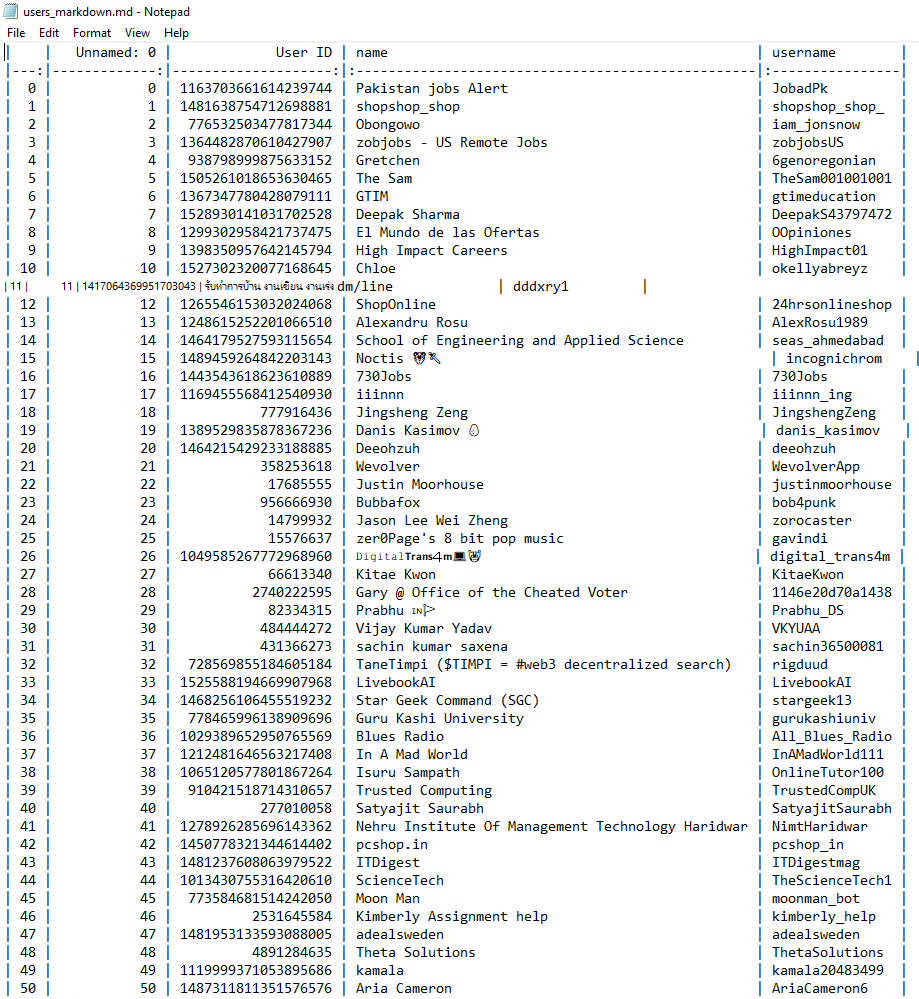 users_markdown.md - Notepad
File Edit Format View Help
| | Unnamed: 0 | User ID | name | username |
|---:|-------------:|--------------------:|:--------------------------------------------------|:----------------|
| 0 | 0 | 1163703661614239744 | Pakistan jobs Alert | JobadPk |
| 1 | 1 | 1481638754712698881 | shopshop_shop | shopshop_shop_ |
| 2 | 2 | 776532503477817344 | Obongowo | iam_jonsnow |
| 3 | 3 | 1364482870610427907 | zobjobs - US Remote Jobs | zobjobsUS |
| 4 | 4 | 938798999875633152 | Gretchen | 6genoregonian |
| 5 | 5 | 1505261018653630465 | The Sam | TheSam001001001 |
| 6 | 6 | 1367347780428079111 | GTIM | gtimeducation |
| 7 | 7 | 1528930141031702528 | Deepak Sharma | DeepakS43797472 |
| 8 | 8 | 1299302958421737475 | El Mundo de las Ofertas | OOpiniones |
| 9 | 9 | 1398350957642145794 | High Impact Careers | HighImpact01 |
| 10 | 10 | 1527302320077168645 | Chloe | okellyabreyz |
| 11 | 11 | 1417064369951703043 | รับทำการบ้าน งานเขียน งานเร่ง dm/line | dddxry1 |
| 12 | 12 | 1265546153032024068 | ShopOnline | 24hrsonlineshop |
| 13 | 13 | 1248615252201066510 | Alexandru Rosu | AlexRosu1989 |
| 14 | 14 | 1464179527593115654 | School of Engineering and Applied Science | seas_ahmedabad |
| 15 | 15 | 1489459264842203143 | Noctis | incognichrom |
| 16 | 16 | 1443543618623610889 | 730Jobs | 730Jobs |
| 17 | 17 | 1169455568412540930 | iiinnn | iiinnn_ing |
| 18 | 18 | 777916436 | Jingsheng Zeng | JingshengZeng |
| 19 | 19 | 1389529835878367236 | Danis Kasimov | danis_kasimov |
| 20 | 20 | 1464215429233188885 | Deeohzuh | deeohzuh |
| 21 | 21 | 358253618 | Wevolver | WevolverApp |
| 22 | 22 | 17685555 | Justin Moorhouse | justinmoorhouse |
| 23 | 23 | 956666930 | Bubbafox | bob4punk |
| 24 | 24 | 14799932 | Jason Lee Wei Zheng | zorocaster |
| 25 | 25 | 15576637 | zer0Page's 8 bit pop music | gavindi |
| 26 | 26 | 1049585267772968960 | 𝙳𝚒𝚐𝚒𝚝𝚊𝚕𝗧𝗿𝗮𝗻𝘀4𝗺💻 | digital_trans4m |
| 27 | 27 | 66613340 | Kitae Kwon | KitaeKwon |
| 28 | 28 | 2740222595 | Gary @ Office of the Cheated Voter | 1146e20d70a1438 |
| 29 | 29 | 82334315 | Prabhu 🇮🇳 | Prabhu_DS |
| 30 | 30 | 484444272 | Vijay Kumar Yadav | VKYUAA |
| 31 | 31 | 431366273 | sachin kumar saxena | sachin36500081 |
| 32 | 32 | 728569855184605184 | TaneTimpi ($TIMPI = #web3 decentralized search) | rigduud |
| 33 | 33 | 1525588194669907968 | LivebookAI | LivebookAI |
| 34 | 34 | 1468256106455519232 | Star Geek Command (SGC) | stargeek13 |
| 35 | 35 | 778465996138909696 | Guru Kashi University | gurukashiuniv |
| 36 | 36 | 1029389652950765569 | Blues Radio | All_Blues_Radio |
| 37 | 37 | 1212481646563217408 | In A Mad World | InAMadWorld111 |
| 38 | 38 | 1065120577801867264 | Isuru Sampath | OnlineTutor100 |
| 39 | 39 | 910421518714310657 | Trusted Computing | TrustedCompUK |
| 40 | 40 | 277010058 | Satyajit Saurabh | SatyajitSaurabh |
| 41 | 41 | 1278926285696143362 | Nehru Institute Of Management Technology Haridwar | NimtHaridwar |
| 42 | 42 | 1450778321344614402 | pcshop.in | pcshop_in |
| 43 | 43 | 1481237608063979522 | ITDigest | ITDigestmag |
| 44 | 44 | 1013430755316420610 | ScienceTech | TheScienceTech1 |
| 45 | 45 | 773584681514242050 | Moon Man | moonman_bot |
| 46 | 46 | 2531645584 | Kimberly Assignment help | kimberly_help |
| 47 | 47 | 1481953133593088005 | adealsweden | adealsweden |
| 48 | 48 | 4891284635 | Theta Solutions | ThetaSolutions |
| 49 | 49 | 1119999371053895686 | kamala | kamala20483499 |
| 50 | 50 | 1487311811351576576 | Aria Cameron | AriaCameron6 |